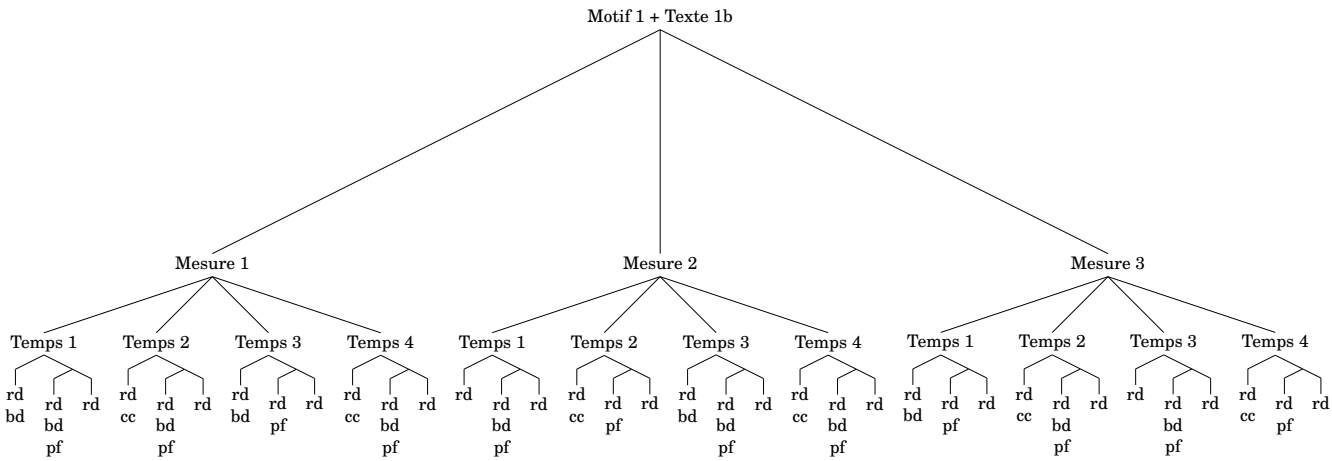 Motif 1 + Texte 1b
Mesure 1 Mesure 2 Mesure 3
Temps 1 Temps 2 Temps 3 Temps 4 Temps 1 Temps 2 Temps 3 Temps 4 Temps 1 Temps 2 Temps 3 Temps 4
rd rd rd rd rd rd rd rd rd rd rd rd rd rd rd rd rd rd rd rd rd rd rd rd rd rd rd rd rd rd rd rd rd rd rd rd
bd bd cc bd bd pf cc bd bd cc pf bd bd cc bd bd pf cc bd bd cc pf
pf pf pf pf pf pf pf pf